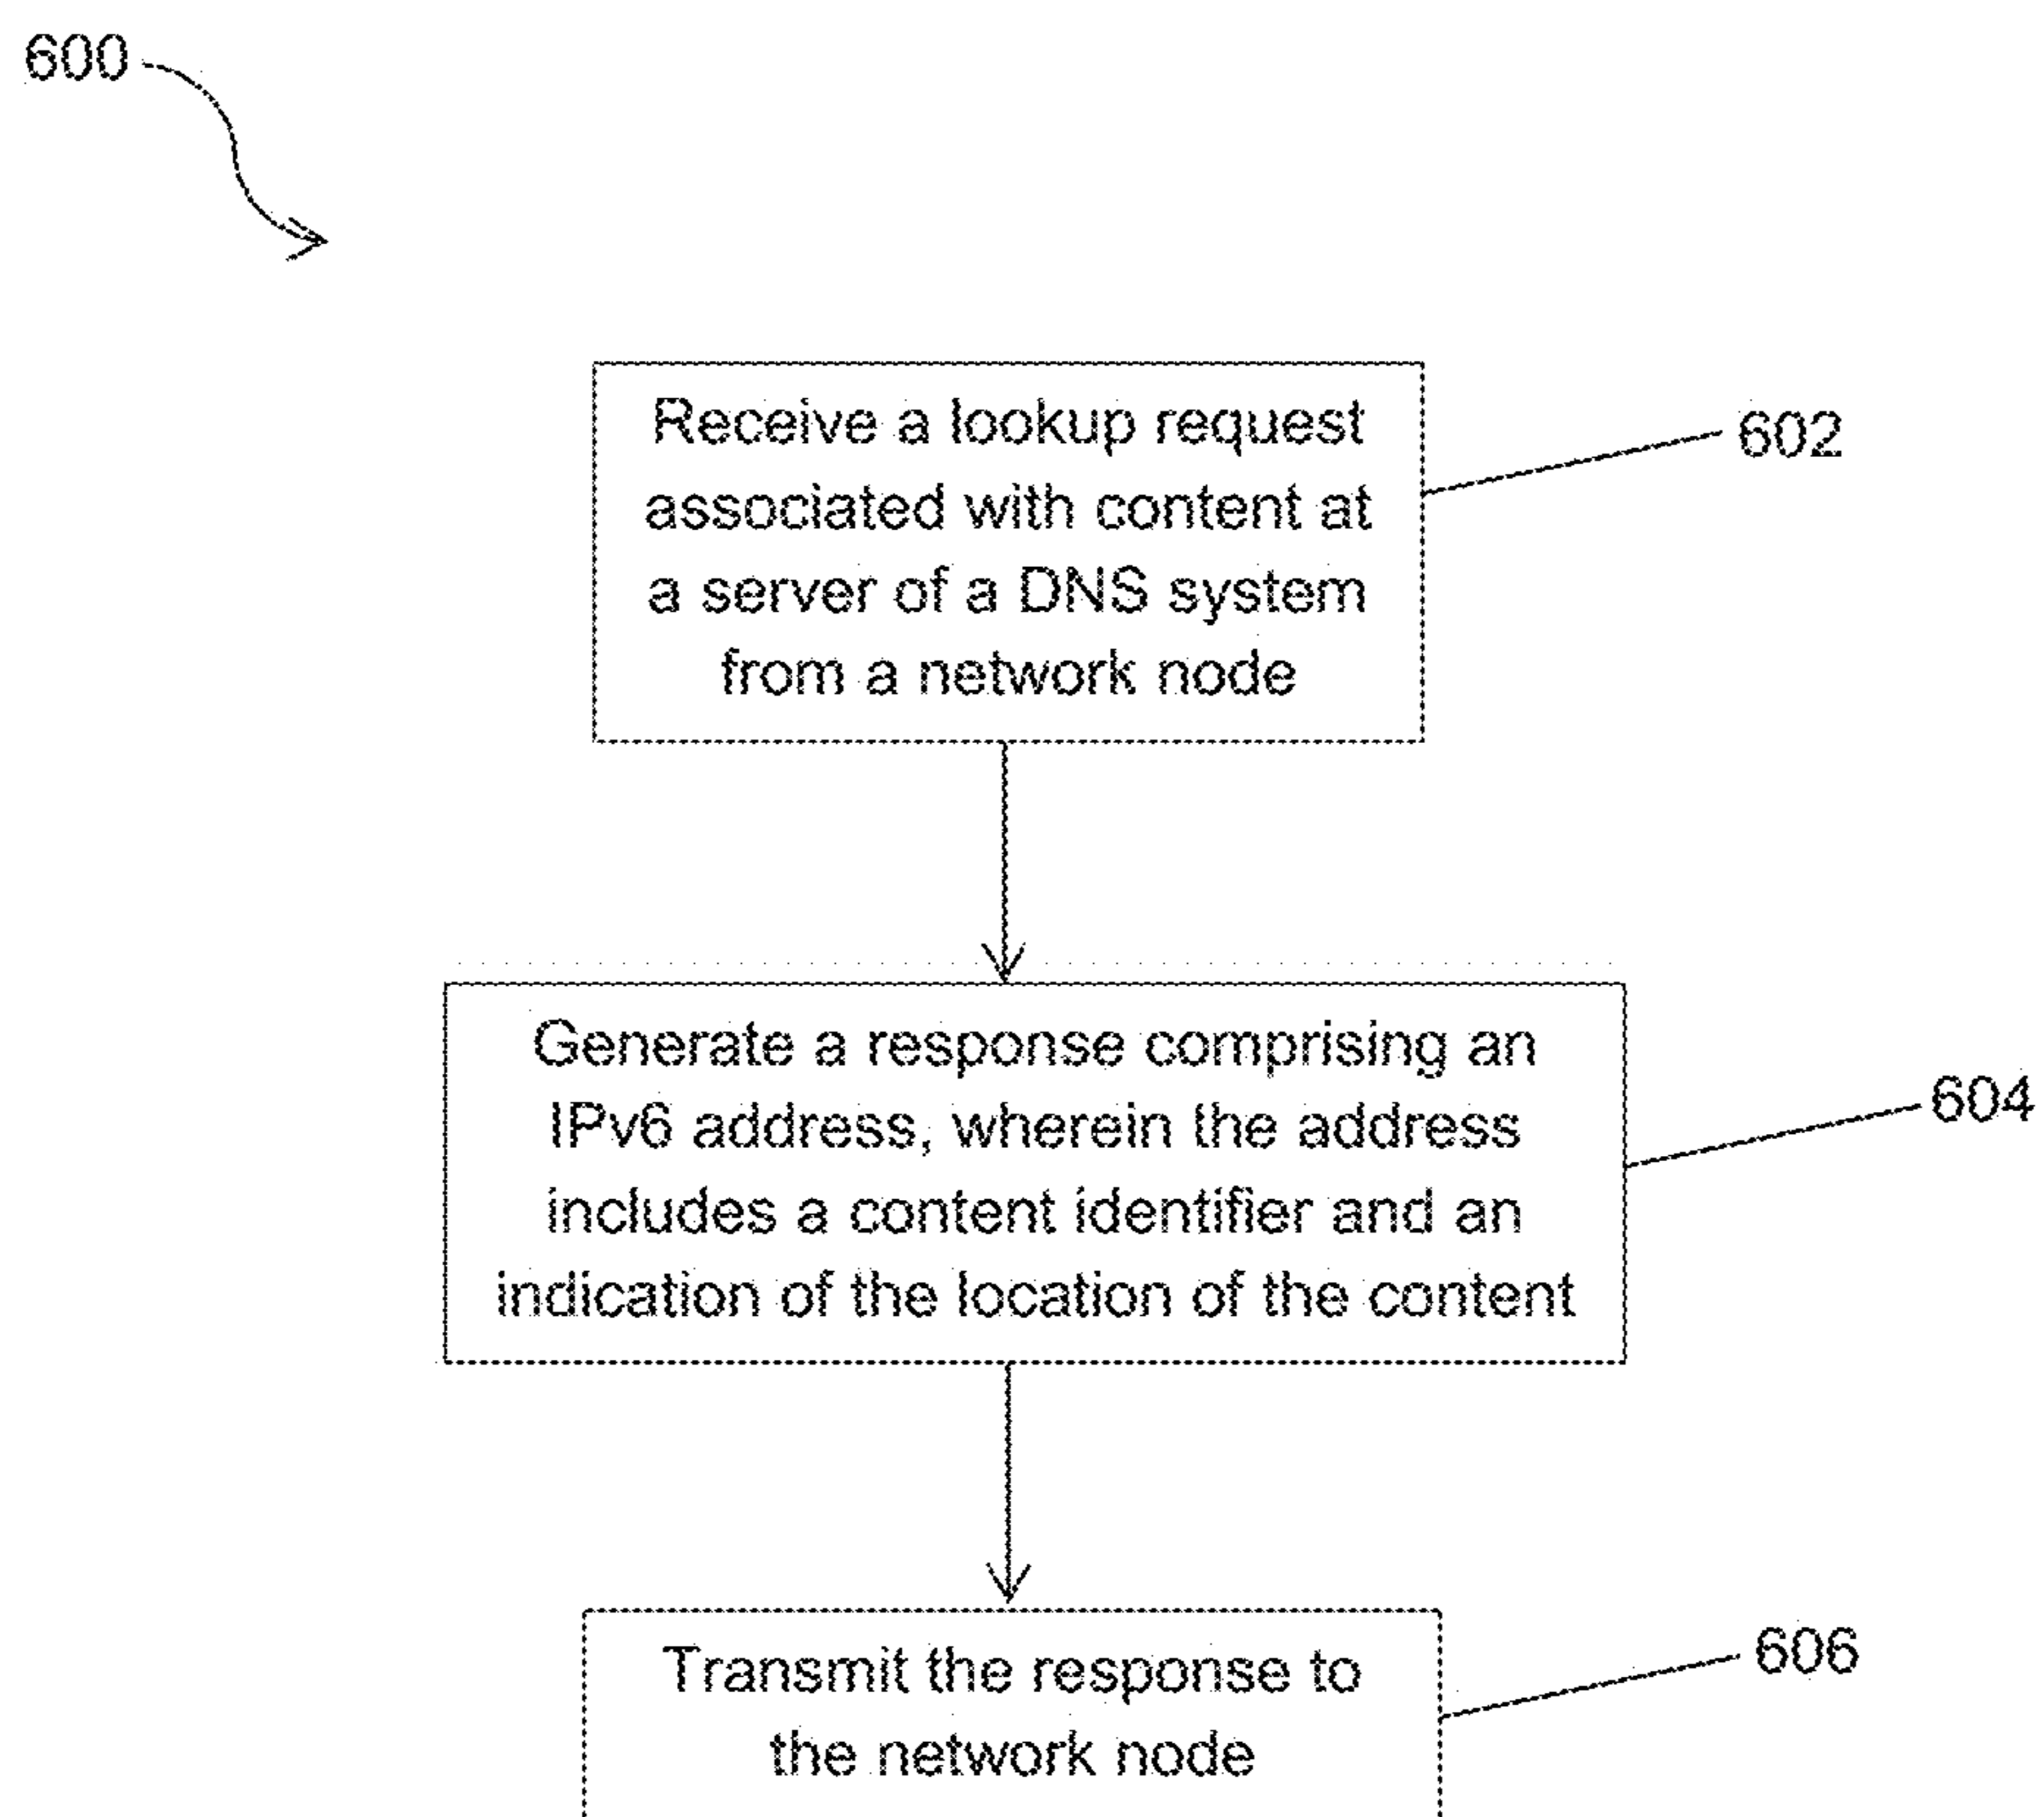 600
Receive a lookup request
associated with content at
a server of a DNS system
from a network node
602
Generate a response comprising an
IPv6 address, wherein the address
includes a content identifier and an
indication of the location of the content
604
Transmit the response to
the network node
606